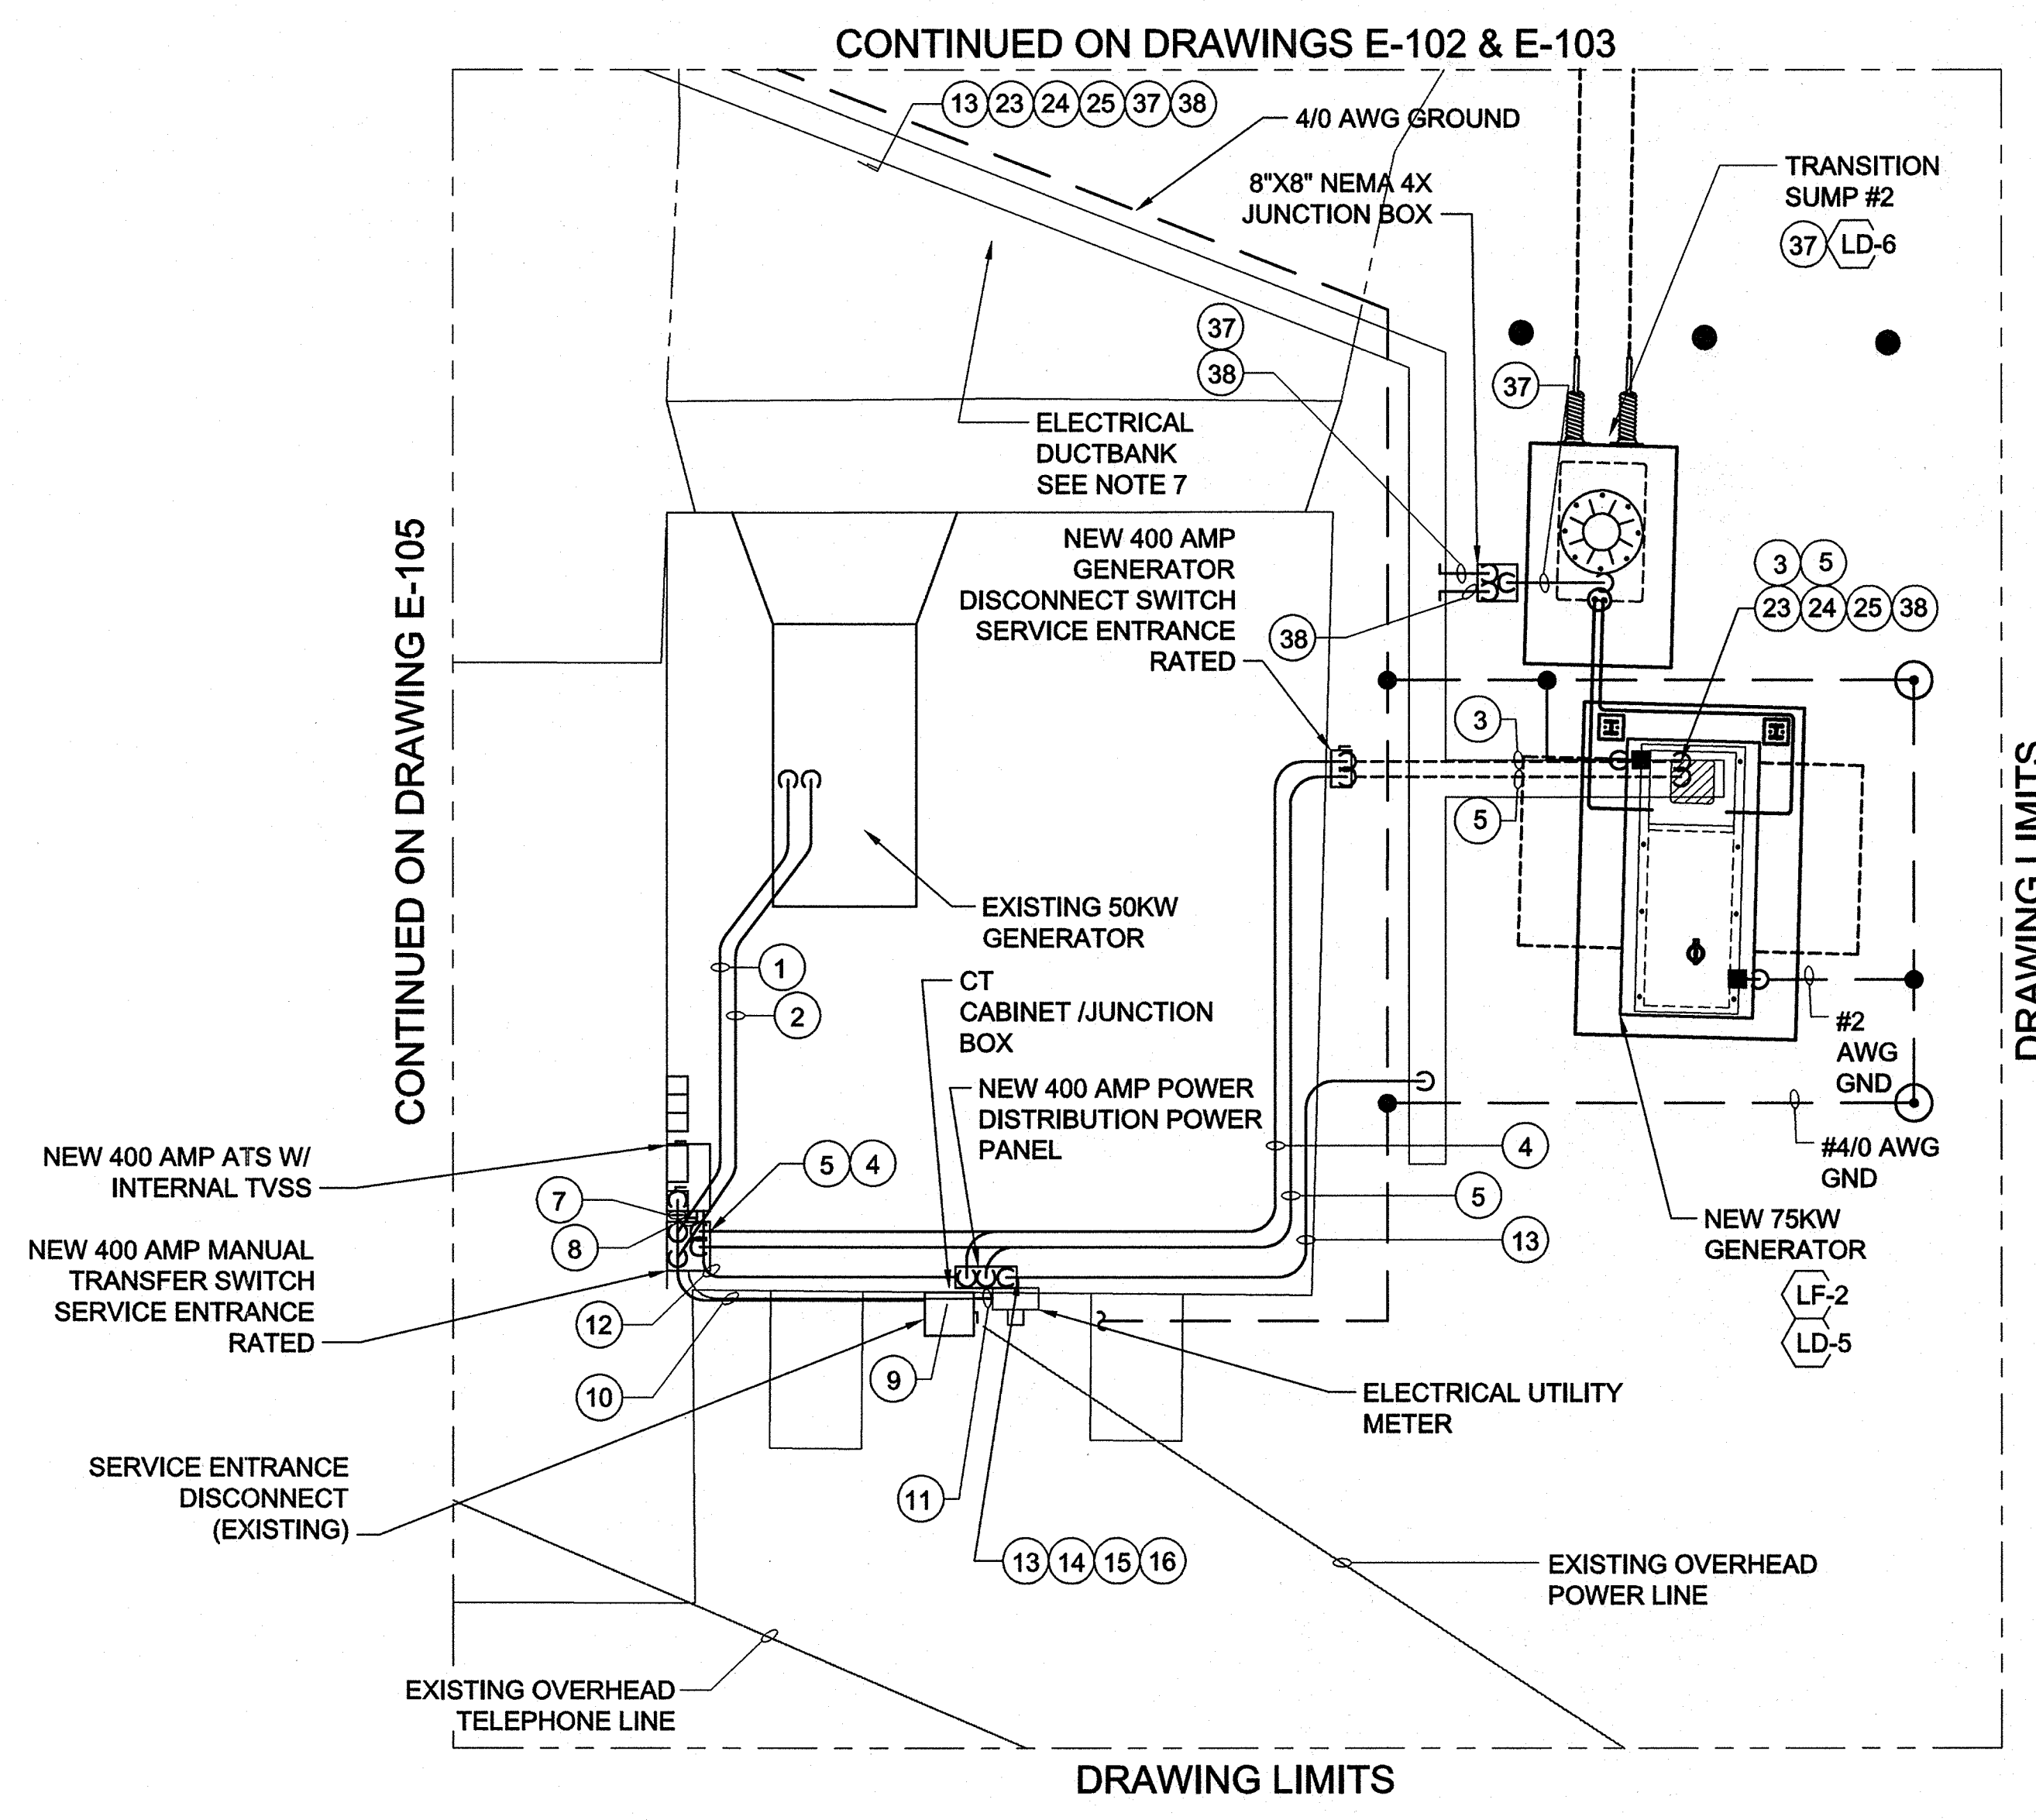 CONTINUED ON DRAWINGS E-102 & E-103
13 23 24 25 37 38
4/0 AWG GROUND
8"X8" NEMA 4X
JUNCTION BOX
TRANSITION
SUMP #2
37 LD-6
37
38
37
ELECTRICAL
DUCTBANK
SEE NOTE 7
CONTINUED ON DRAWING E-105
NEW 400 AMP
GENERATOR
DISCONNECT SWITCH
SERVICE ENTRANCE
RATED
38
3 5
23 24 25 38
3
5
DRAWING LIMITS
EXISTING 50KW
GENERATOR
1
2
CT
CABINET /JUNCTION
BOX
#2
AWG
GND
NEW 400 AMP POWER
DISTRIBUTION POWER
PANEL
#4/0 AWG
GND
NEW 400 AMP ATS W/
INTERNAL TVSS
5 4
4
7
5
8
13
NEW 75KW
GENERATOR
LF-2
LD-5
NEW 400 AMP MANUAL
TRANSFER SWITCH
SERVICE ENTRANCE
RATED
12
9
10
ELECTRICAL UTILITY
METER
SERVICE ENTRANCE
DISCONNECT
(EXISTING)
11
13 14 15 16
EXISTING OVERHEAD
POWER LINE
EXISTING OVERHEAD
TELEPHONE LINE
DRAWING LIMITS